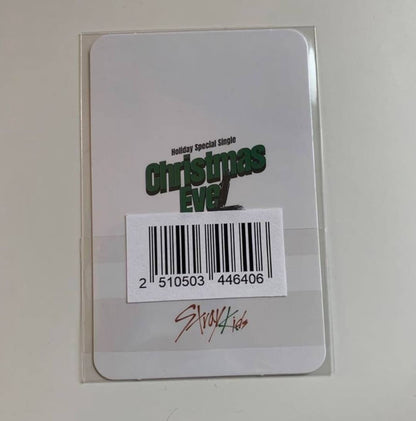 Holiday Special Single
Christmas
EveL
2 510503 446406
Stray Kids